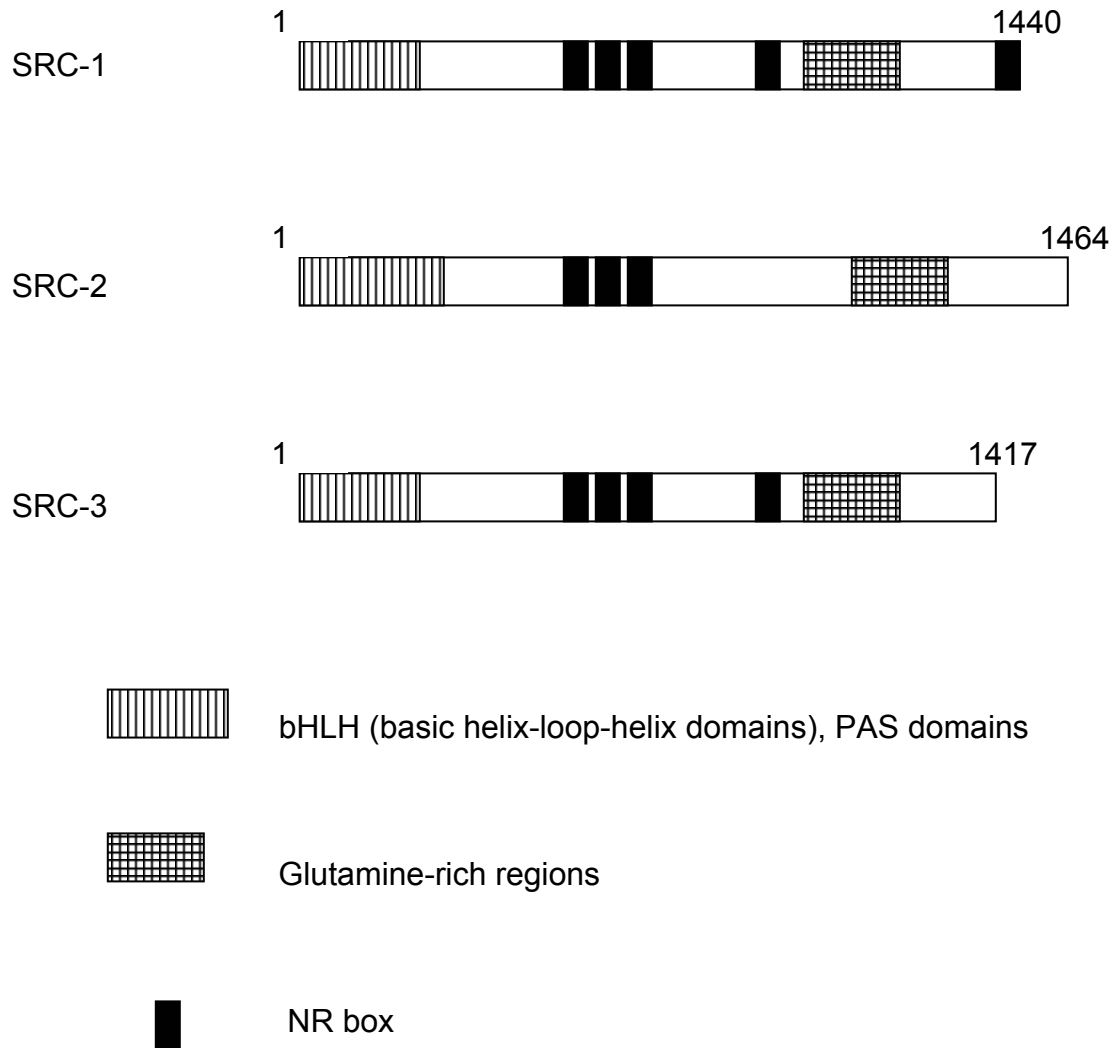 1 1440
SRC-1
1 1464
SRC-2
1 1417
SRC-3
bHLH (basic helix-loop-helix domains), PAS domains
Glutamine-rich regions
NR box